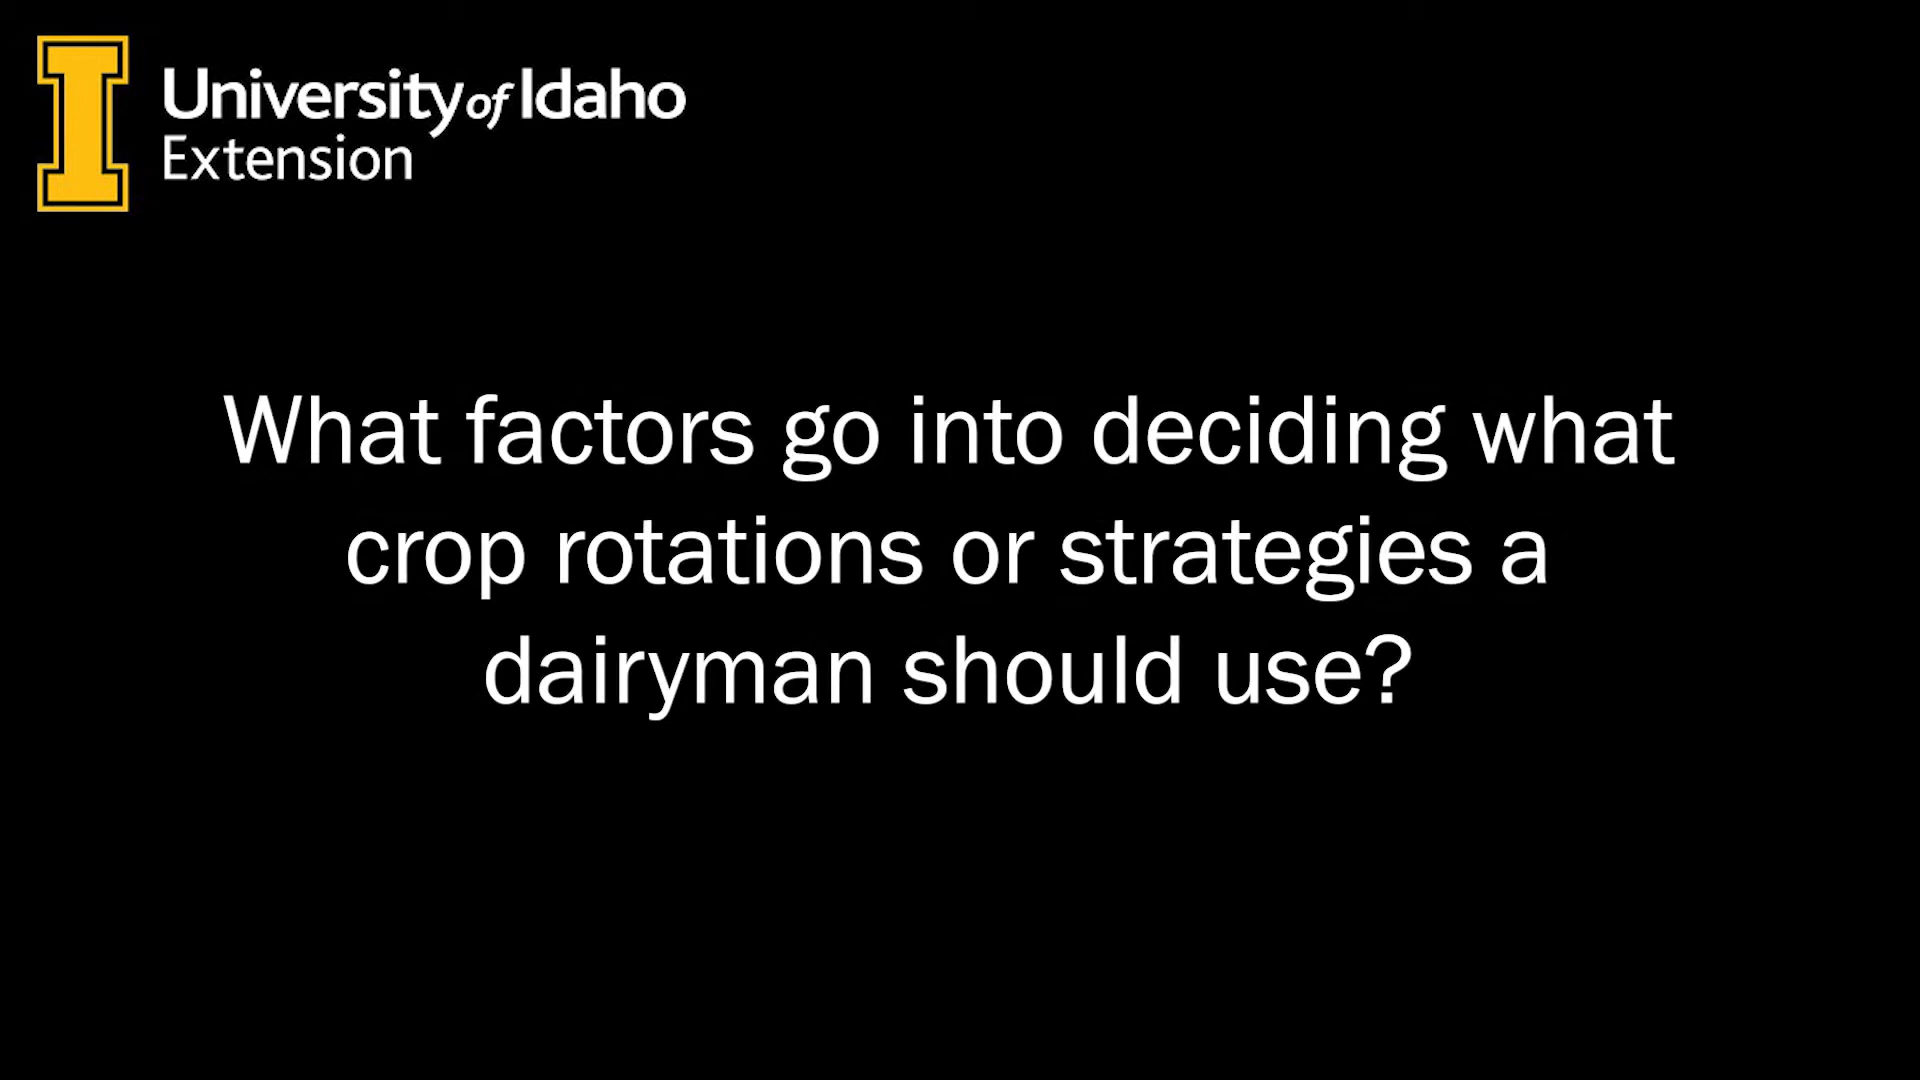 University of Idaho
Extension
What factors go into deciding what
crop rotations or strategies a
dairyman should use?